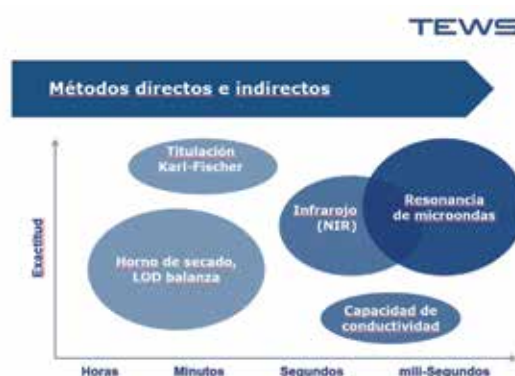 TEWS
Métodos directos e indirectos
Titulación
Karl-Fischer
Infrarojo
(NIR)
Resonancia
de microondas
Horno de secado,
LOD balanza
Capacidad de
conductividad
Exactitud
Horas Minutos Segundos mili-Segundos